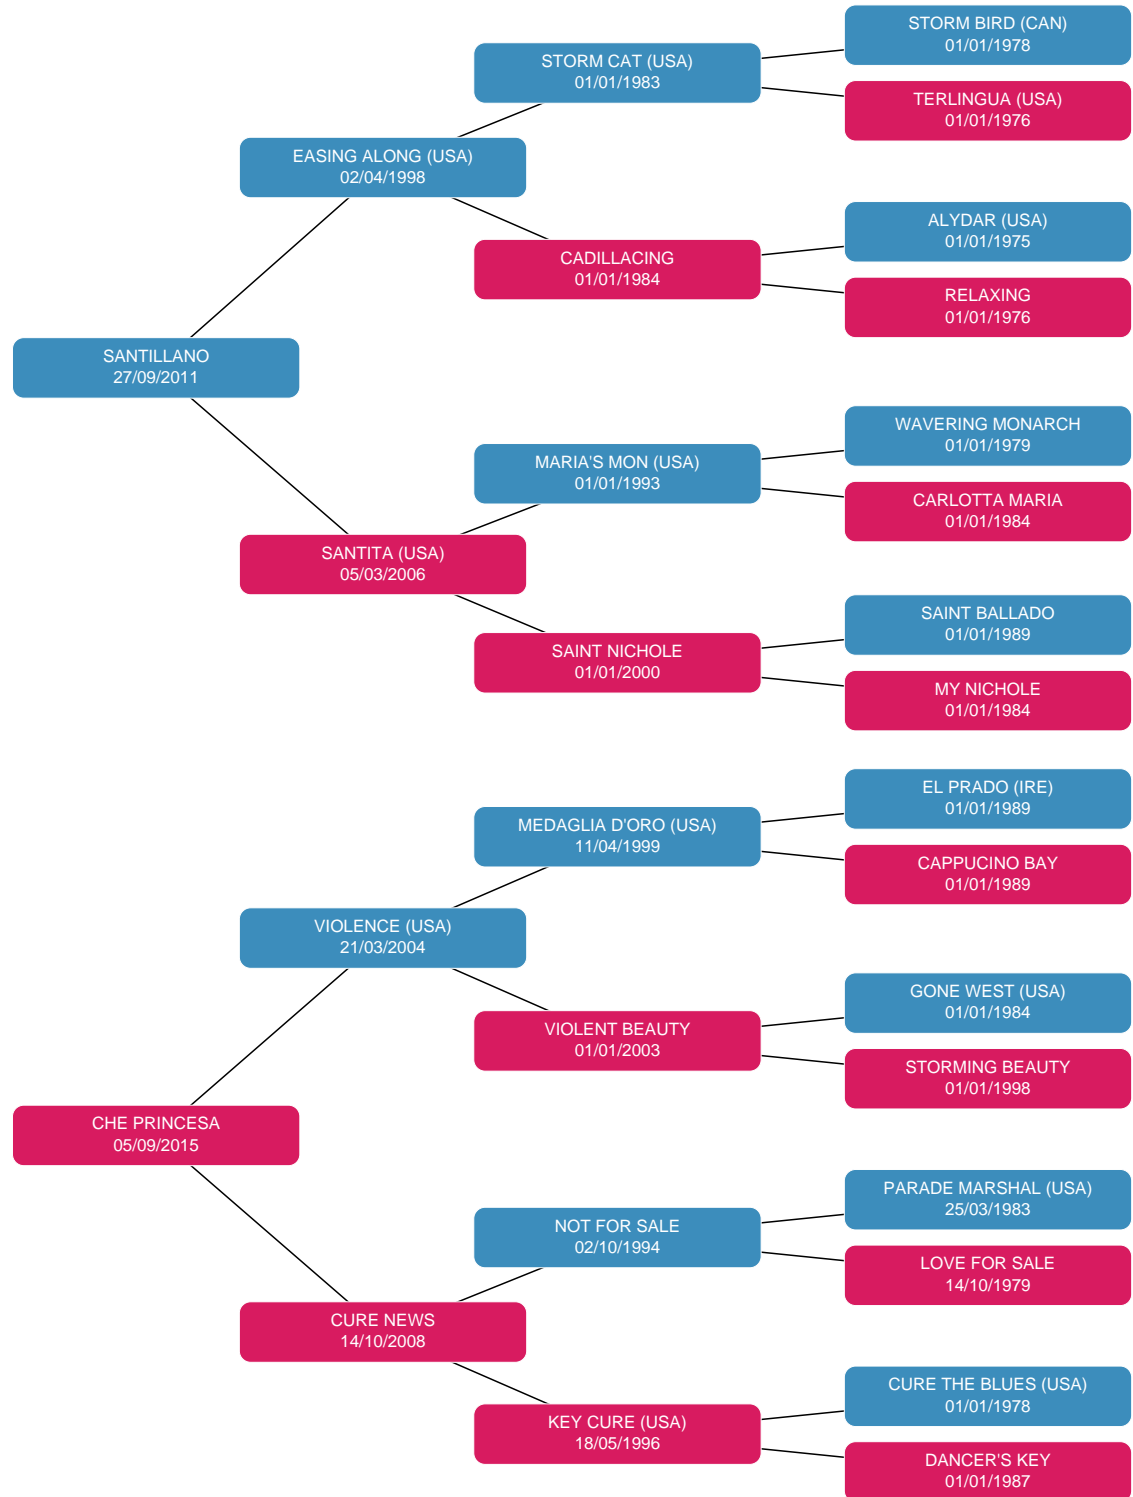 STORM BIRD (CAN)
01/01/1978
STORM CAT (USA)
01/01/1983
TERLINGUA (USA)
01/01/1976
EASING ALONG (USA)
02/04/1998
ALYDAR (USA)
01/01/1975
CADILLACING
01/01/1984
RELAXING
01/01/1976
SANTILLANO
27/09/2011
WAVERING MONARCH
01/01/1979
MARIA'S MON (USA)
01/01/1993
CARLOTTA MARIA
01/01/1984
SANTITA (USA)
05/03/2006
SAINT BALLADO
01/01/1989
SAINT NICHOLE
01/01/2000
MY NICHOLE
01/01/1984
EL PRADO (IRE)
01/01/1989
MEDAGLIA D'ORO (USA)
11/04/1999
CAPPUCINO BAY
01/01/1989
VIOLENCE (USA)
21/03/2004
GONE WEST (USA)
01/01/1984
VIOLENT BEAUTY
01/01/2003
STORMING BEAUTY
01/01/1998
CHE PRINCESA
05/09/2015
PARADE MARSHAL (USA)
25/03/1983
NOT FOR SALE
02/10/1994
LOVE FOR SALE
14/10/1979
CURE NEWS
14/10/2008
CURE THE BLUES (USA)
01/01/1978
KEY CURE (USA)
18/05/1996
DANCER'S KEY
01/01/1987